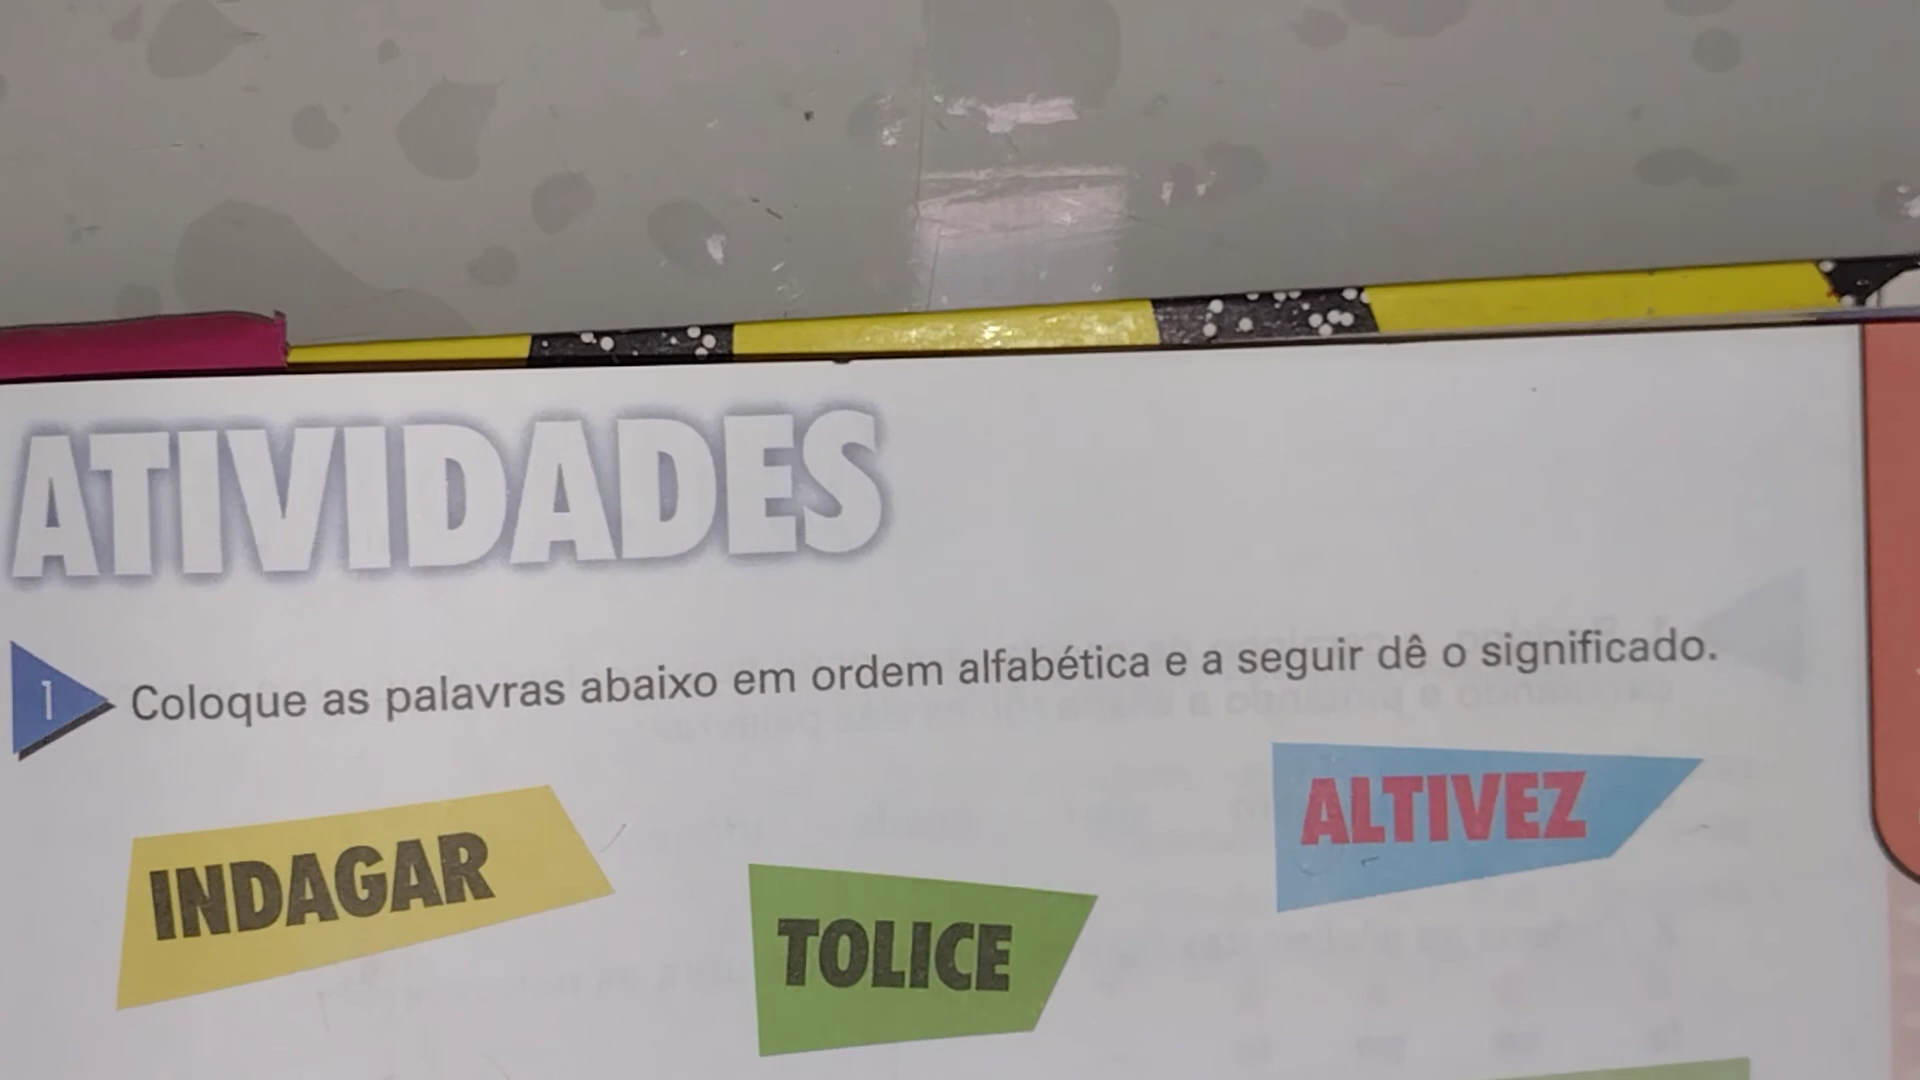 ATIVIDADES
1 Coloque as palavras abaixo em ordem alfabética e a seguir dê o significado.
ALTIVEZ
INDAGAR
TOLICE